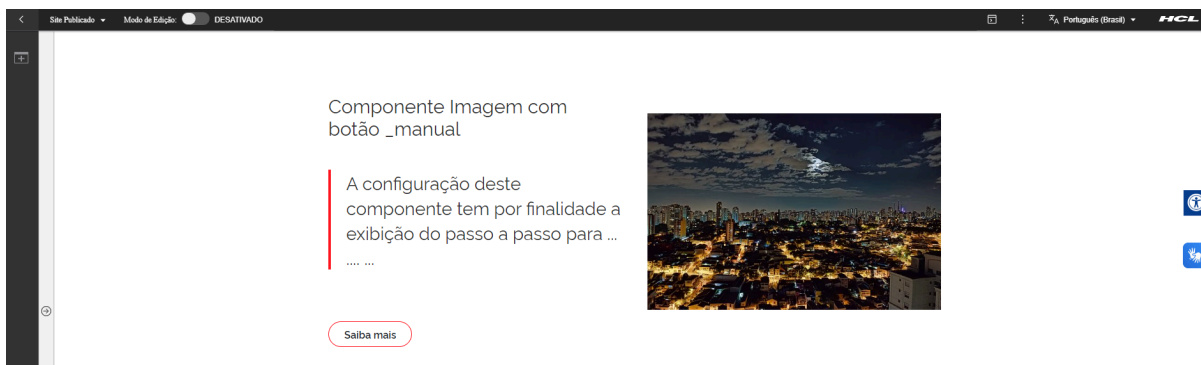 Site Publicado
Modo de Edição:
DESATIVADO
Português (Brasil)
HCL
Componente Imagem com
botão _manual
A configuração deste
componente tem por finalidade a
exibição do passo a passo para ...
.... ...
Saiba mais